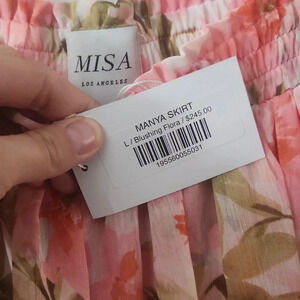 MISA
LOS ANGELES
MANYA SKIRT
L / Blushing Flora / $245.00
195560055031